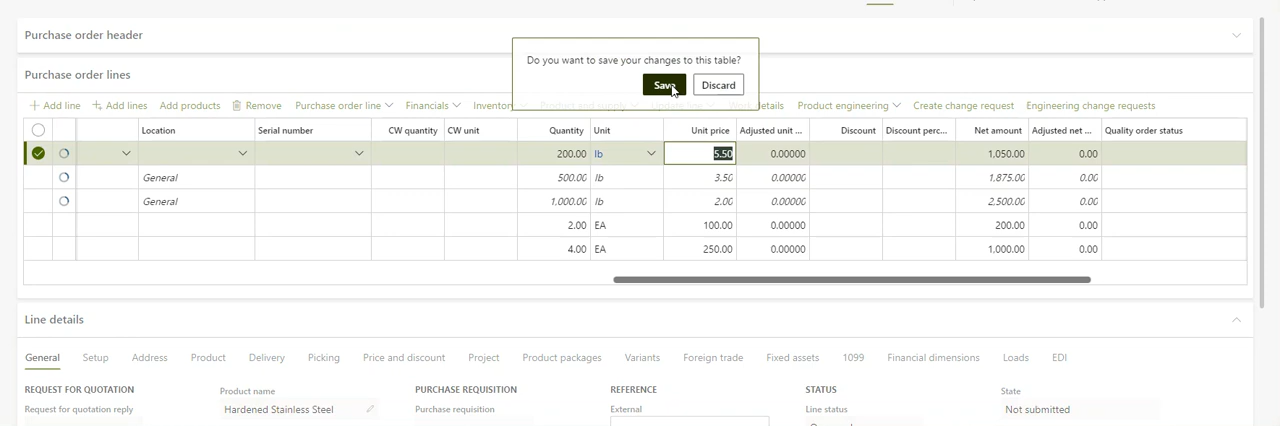 Purchase order header
Do you want to save your changes to this table?
Save Discard
Purchase order lines
Add line Add lines Add products Remove Purchase order line Financials Inventory Product and supply Update line details Product engineering Create change request Engineering change requests
Location Serial number CW quantity CW unit Quantity Unit Unit price Adjusted unit ... Discount Discount perc... Net amount Adjusted net ... Quality order status
200.00 lb 5.50 0.00000 1,050.00 0.00
General 500.00 lb 3.50 0.00000 1,875.00 0.00
General 1,000.00 lb 2.00 0.00000 2,500.00 0.00
2.00 EA 100.00 0.00000 200.00 0.00
4.00 EA 250.00 0.00000 1,000.00 0.00
Line details
General Setup Address Product Delivery Picking Price and discount Project Product packages Variants Foreign trade Fixed assets 1099 Financial dimensions Loads EDI
REQUEST FOR QUOTATION Product name PURCHASE REQUISITION REFERENCE STATUS State
Request for quotation reply Hardened Stainless Steel Purchase requisition External Line status Not submitted